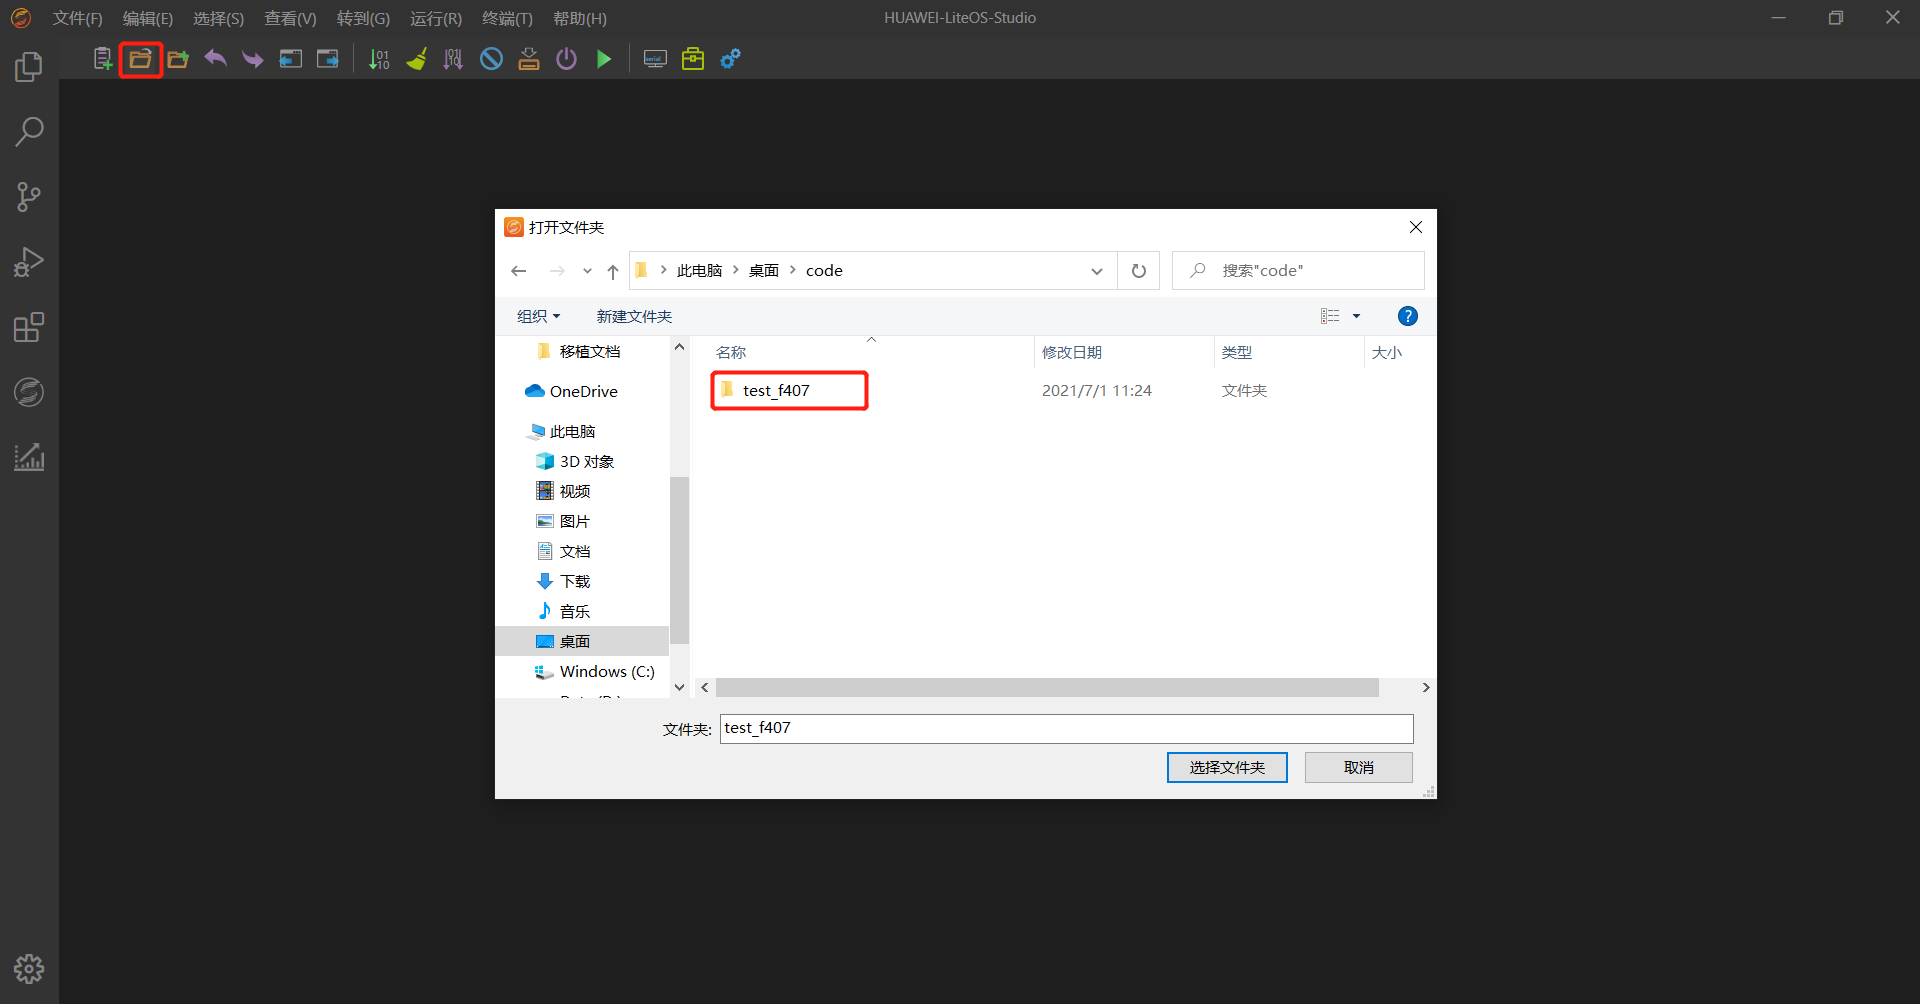 文件(F) 编辑(E) 选择(S) 查看(V) 转到(G) 运行(R) 终端(T) 帮助(H) HUAWEI-LiteOS-Studio
打开文件夹
此电脑 桌面 code 搜索"code"
组织 新建文件夹
名称 修改日期 类型 大小
test_f407 2021/7/1 11:24 文件夹
移植文档
OneDrive
此电脑
3D 对象
视频
图片
文档
下载
音乐
桌面
Windows (C:)
文件夹: test_f407
选择文件夹 取消